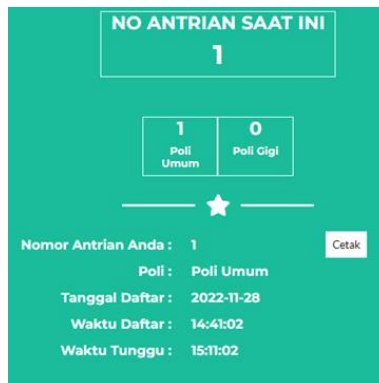 NO ANTRIAN SAAT INI
1
1 0
Poli Umum Poli Gigi
Nomor Antrian Anda : 1 Cetak
Poli : Poli Umum
Tanggal Daftar : 2022-11-28
Waktu Daftar : 14:41:02
Waktu Tunggu : 15:11:02